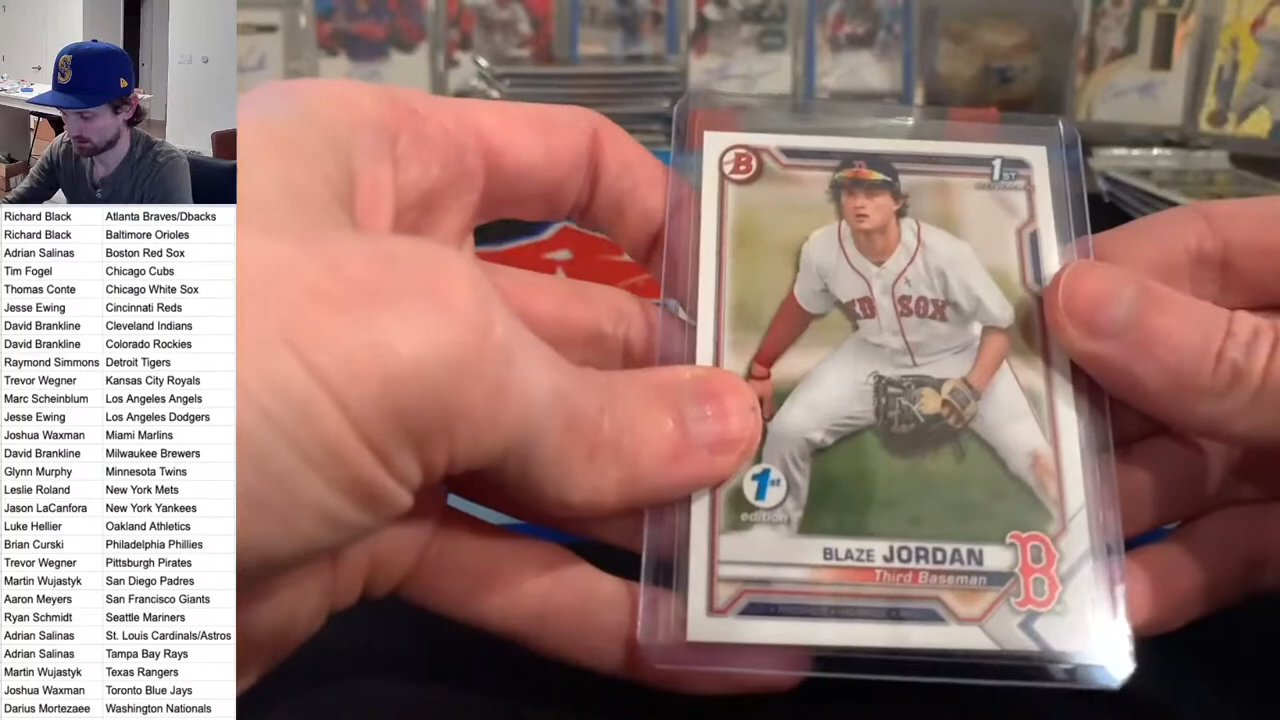 S
Richard Black Atlanta Braves/Dbacks
Richard Black Baltimore Orioles
Adrian Salinas Boston Red Sox
Tim Fogel Chicago Cubs
Thomas Conte Chicago White Sox
Jesse Ewing Cincinnati Reds
David Brankline Cleveland Indians
David Brankline Colorado Rockies
Raymond Simmons Detroit Tigers
Trevor Wegner Kansas City Royals
Marc Scheinblum Los Angeles Angels
Jesse Ewing Los Angeles Dodgers
Joshua Waxman Miami Marlins
David Brankline Milwaukee Brewers
Glynn Murphy Minnesota Twins
Leslie Roland New York Mets
Jason LaCanfora New York Yankees
Luke Hellier Oakland Athletics
Brian Curski Philadelphia Phillies
Trevor Wegner Pittsburgh Pirates
Martin Wujastyk San Diego Padres
Aaron Meyers San Francisco Giants
Ryan Schmidt Seattle Mariners
Adrian Salinas St. Louis Cardinals/Astros
Adrian Salinas Tampa Bay Rays
Martin Wujastyk Texas Rangers
Joshua Waxman Toronto Blue Jays
Darius Mortezaee Washington Nationals
B
1ST
BOWMAN
B
RED SOX
1st
edition
BLAZE JORDAN
Third Baseman
B